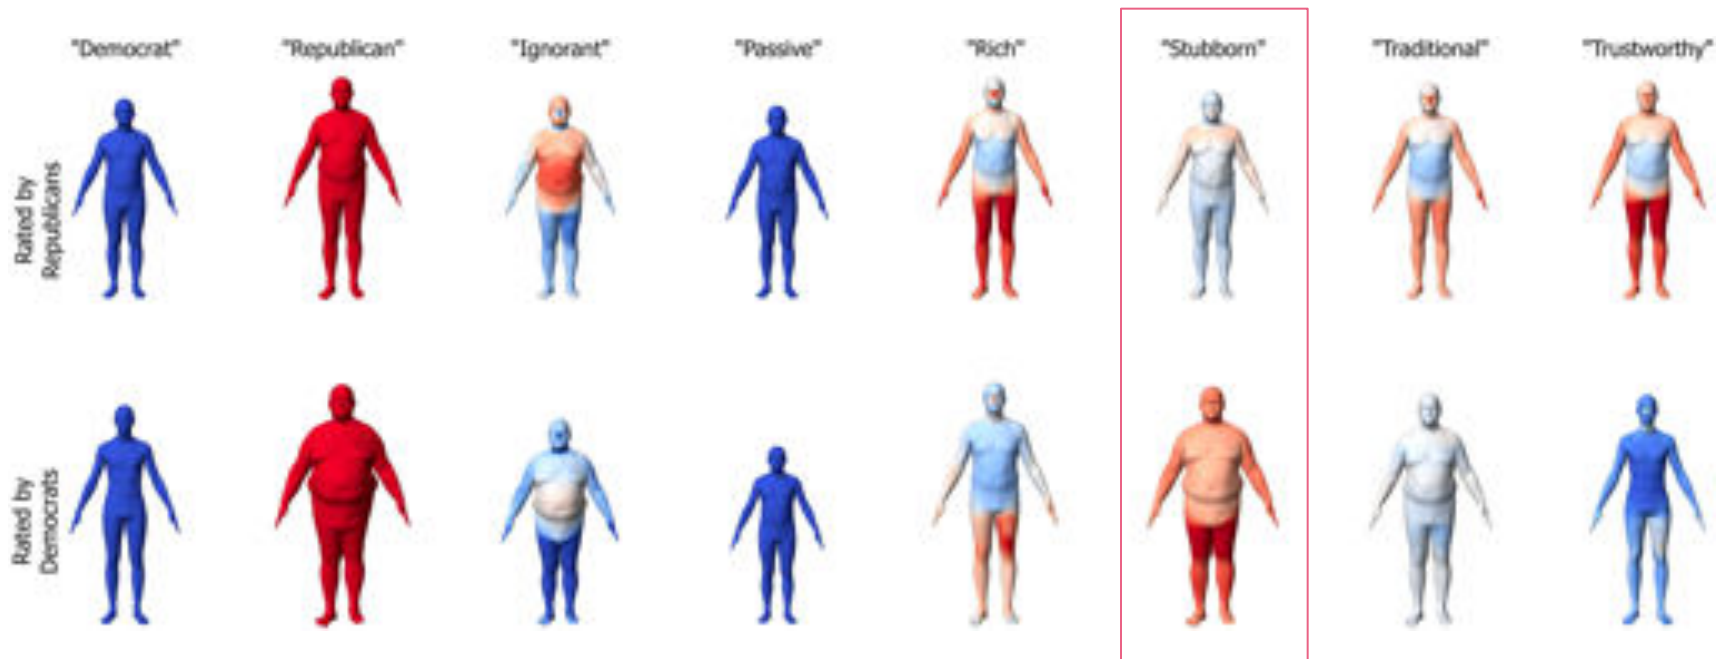 "Democrat"
"Republican"
"Ignorant"
"Passive"
"Rich"
"Stubborn"
"Traditional"
"Trustworthy"
Rated by
Republicans
Rated by
Democrats